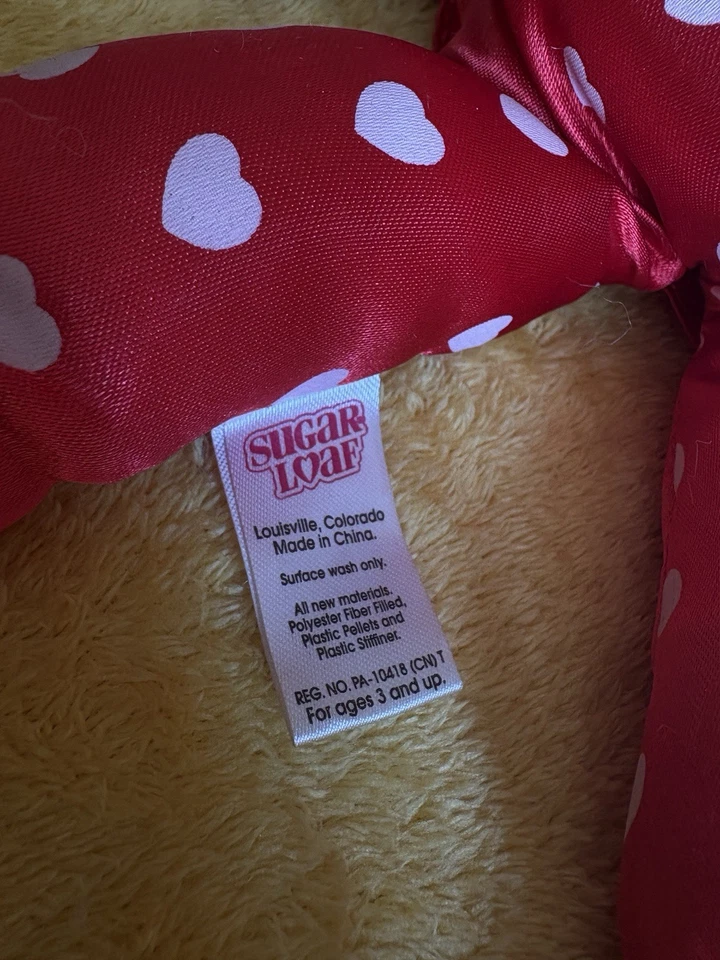 SUGAR
LOAF
Louisville, Colorado
Made in China.
Surface wash only.
All new materials.
Polyester Fiber Filled,
Plastic Pellets and
Plastic Stiffiner.
REG. NO. PA-10418 (CN) T
For ages 3 and up.